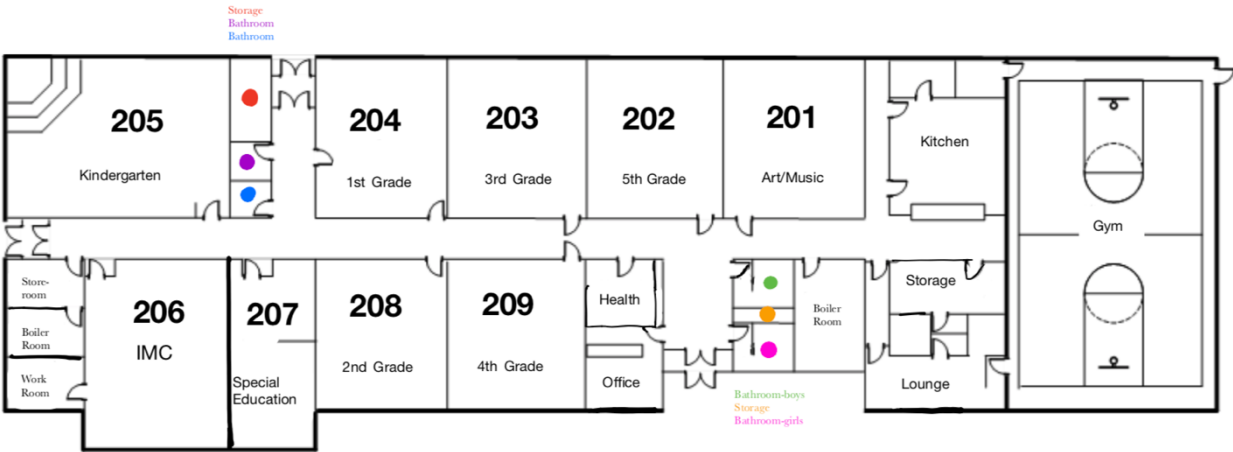 Storage
Bathroom
Bathroom
205
Kindergarten
204
1st Grade
203
3rd Grade
202
5th Grade
201
Art/Music
Kitchen
Gym
Store-
room
Boiler
Room
Work
Room
206
IMC
207
Special
Education
208
2nd Grade
209
4th Grade
Health
Office
Boiler
Room
Storage
Lounge
Bathroom-boys
Storage
Bathroom-girls